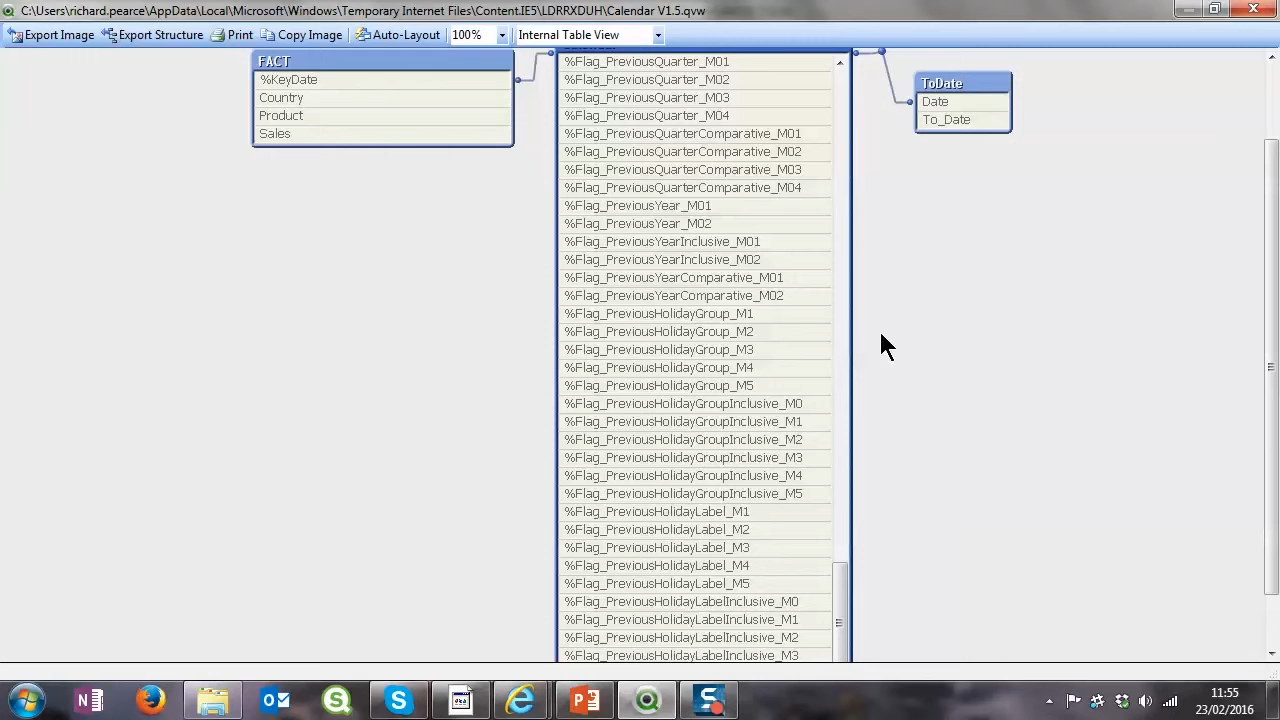 C:\Users\richard.pearce\AppData\Local\Microsoft\Windows\Temporary Internet Files\Content.IE5\LDRRXDUH\Calendar V1.5.qvw
Export Image Export Structure Print Copy Image Auto-Layout 100% Internal Table View
FACT
%KeyDate
Country
Product
Sales
%Flag_PreviousQuarter_M01
%Flag_PreviousQuarter_M02
%Flag_PreviousQuarter_M03
%Flag_PreviousQuarter_M04
%Flag_PreviousQuarterComparative_M01
%Flag_PreviousQuarterComparative_M02
%Flag_PreviousQuarterComparative_M03
%Flag_PreviousQuarterComparative_M04
%Flag_PreviousYear_M01
%Flag_PreviousYear_M02
%Flag_PreviousYearInclusive_M01
%Flag_PreviousYearInclusive_M02
%Flag_PreviousYearComparative_M01
%Flag_PreviousYearComparative_M02
%Flag_PreviousHolidayGroup_M1
%Flag_PreviousHolidayGroup_M2
%Flag_PreviousHolidayGroup_M3
%Flag_PreviousHolidayGroup_M4
%Flag_PreviousHolidayGroup_M5
%Flag_PreviousHolidayGroupInclusive_M0
%Flag_PreviousHolidayGroupInclusive_M1
%Flag_PreviousHolidayGroupInclusive_M2
%Flag_PreviousHolidayGroupInclusive_M3
%Flag_PreviousHolidayGroupInclusive_M4
%Flag_PreviousHolidayGroupInclusive_M5
%Flag_PreviousHolidayLabel_M1
%Flag_PreviousHolidayLabel_M2
%Flag_PreviousHolidayLabel_M3
%Flag_PreviousHolidayLabel_M4
%Flag_PreviousHolidayLabel_M5
%Flag_PreviousHolidayLabelInclusive_M0
%Flag_PreviousHolidayLabelInclusive_M1
%Flag_PreviousHolidayLabelInclusive_M2
%Flag_PreviousHolidayLabelInclusive_M3
ToDate
Date
To_Date
11:55
23/02/2016